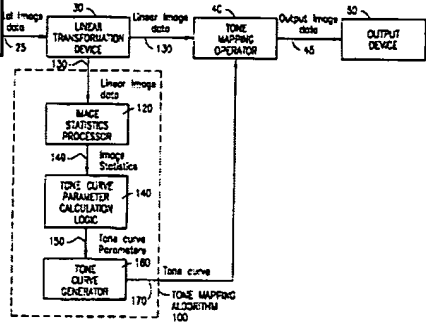 30
LINEAR
TRANSFORMATION
DEVICE
Image
data
25
Linear Image
data
130
40
TONE
MAPPING
OPERATOR
Output Image
data
45
50
OUTPUT
DEVICE
130
Linear Image
data
IMAGE
STATISTICS
PROCESSOR
120
140
Image
Statistics
TONE CURVE
PARAMETER
CALCULATION
LOGIC
140
150
Tone curve
Parameters
TONE
CURVE
GENERATOR
160
Tone curve
170
TONE MAPPING
ALGORITHM
100